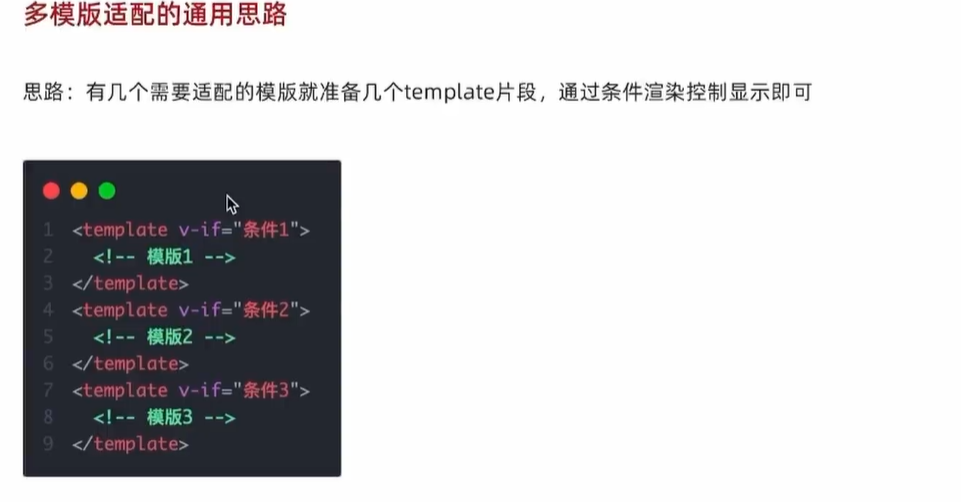 多模版适配的通用思路
思路：有几个需要适配的模版就准备几个template片段，通过条件渲染控制显示即可
1 <template v-if="条件1">
2   <!-- 模版1 -->
3 </template>
4 <template v-if="条件2">
5   <!-- 模版2 -->
6 </template>
7 <template v-if="条件3">
8   <!-- 模版3 -->
9 </template>